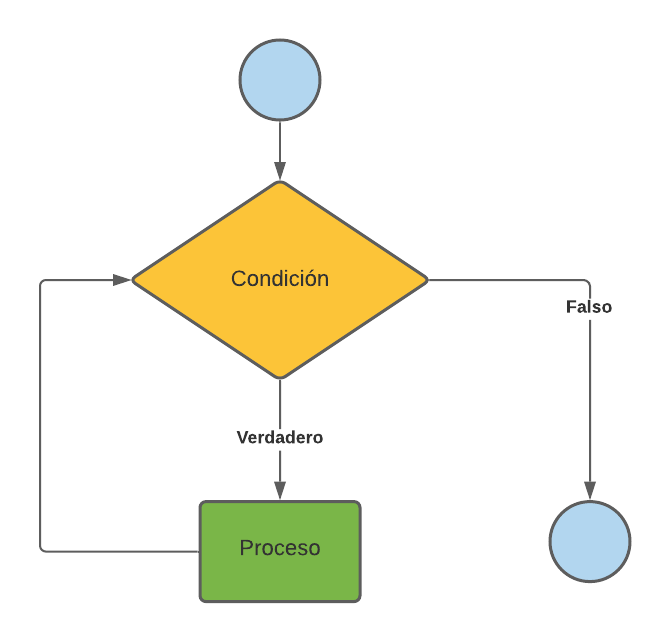 Condición
Falso
Verdadero
Proceso